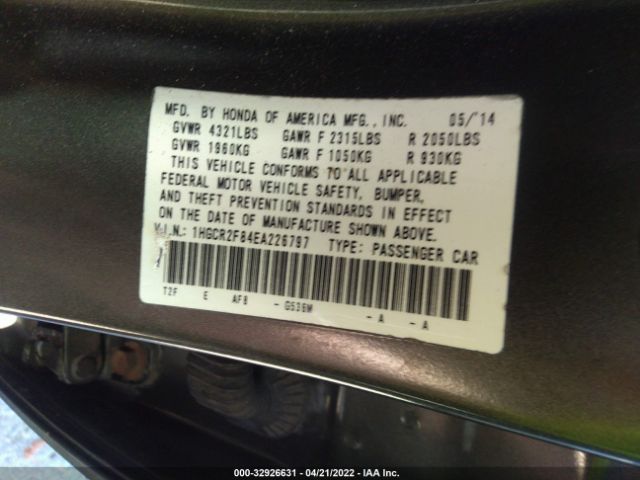 MFD. BY HONDA OF AMERICA MFG., INC. 05/'14
GVWR 4321LBS GAWR F 2315LBS R 2050LBS
GVWR 1960KG GAWR F 1050KG R 930KG
THIS VEHICLE CONFORMS TO ALL APPLICABLE
FEDERAL MOTOR VEHICLE SAFETY, BUMPER,
AND THEFT PREVENTION STANDARDS IN EFFECT
ON THE DATE OF MANUFACTURE SHOWN ABOVE.
V.I.N.: 1HGCR2F84EA226797 TYPE: PASSENGER CAR
T2F E AF8 - G536M - A - A
000-32926631 - 04/21/2022 - IAA Inc.